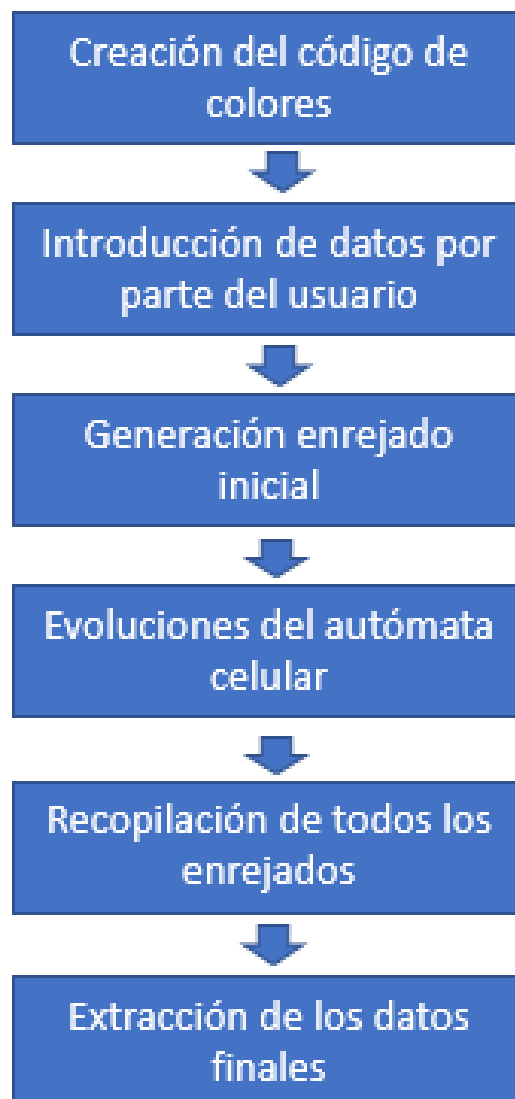 Creación del código de
colores
Introducción de datos por
parte del usuario
Generación enrejado
inicial
Evoluciones del autómata
celular
Recopilación de todos los
enrejados
Extracción de los datos
finales